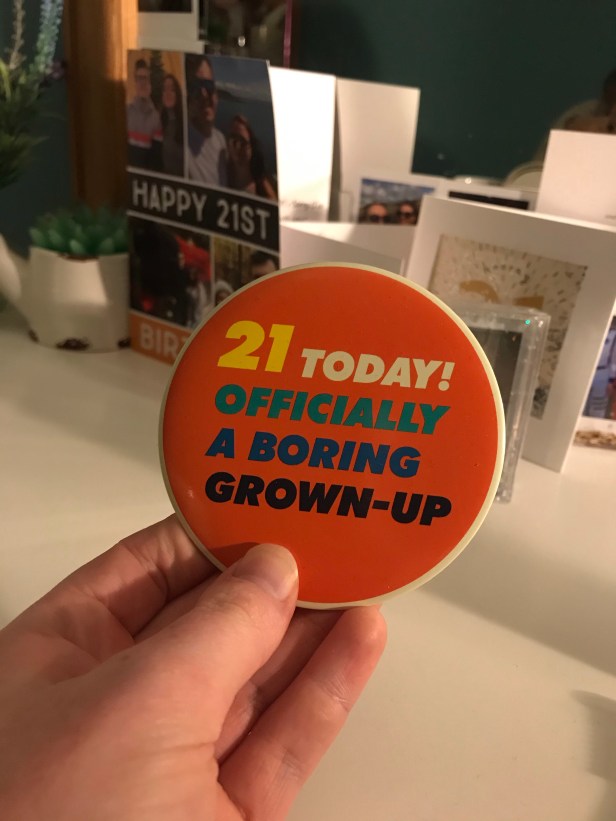 HAPPY 21ST
21 TODAY!
OFFICIALLY
A BORING
GROWN-UP